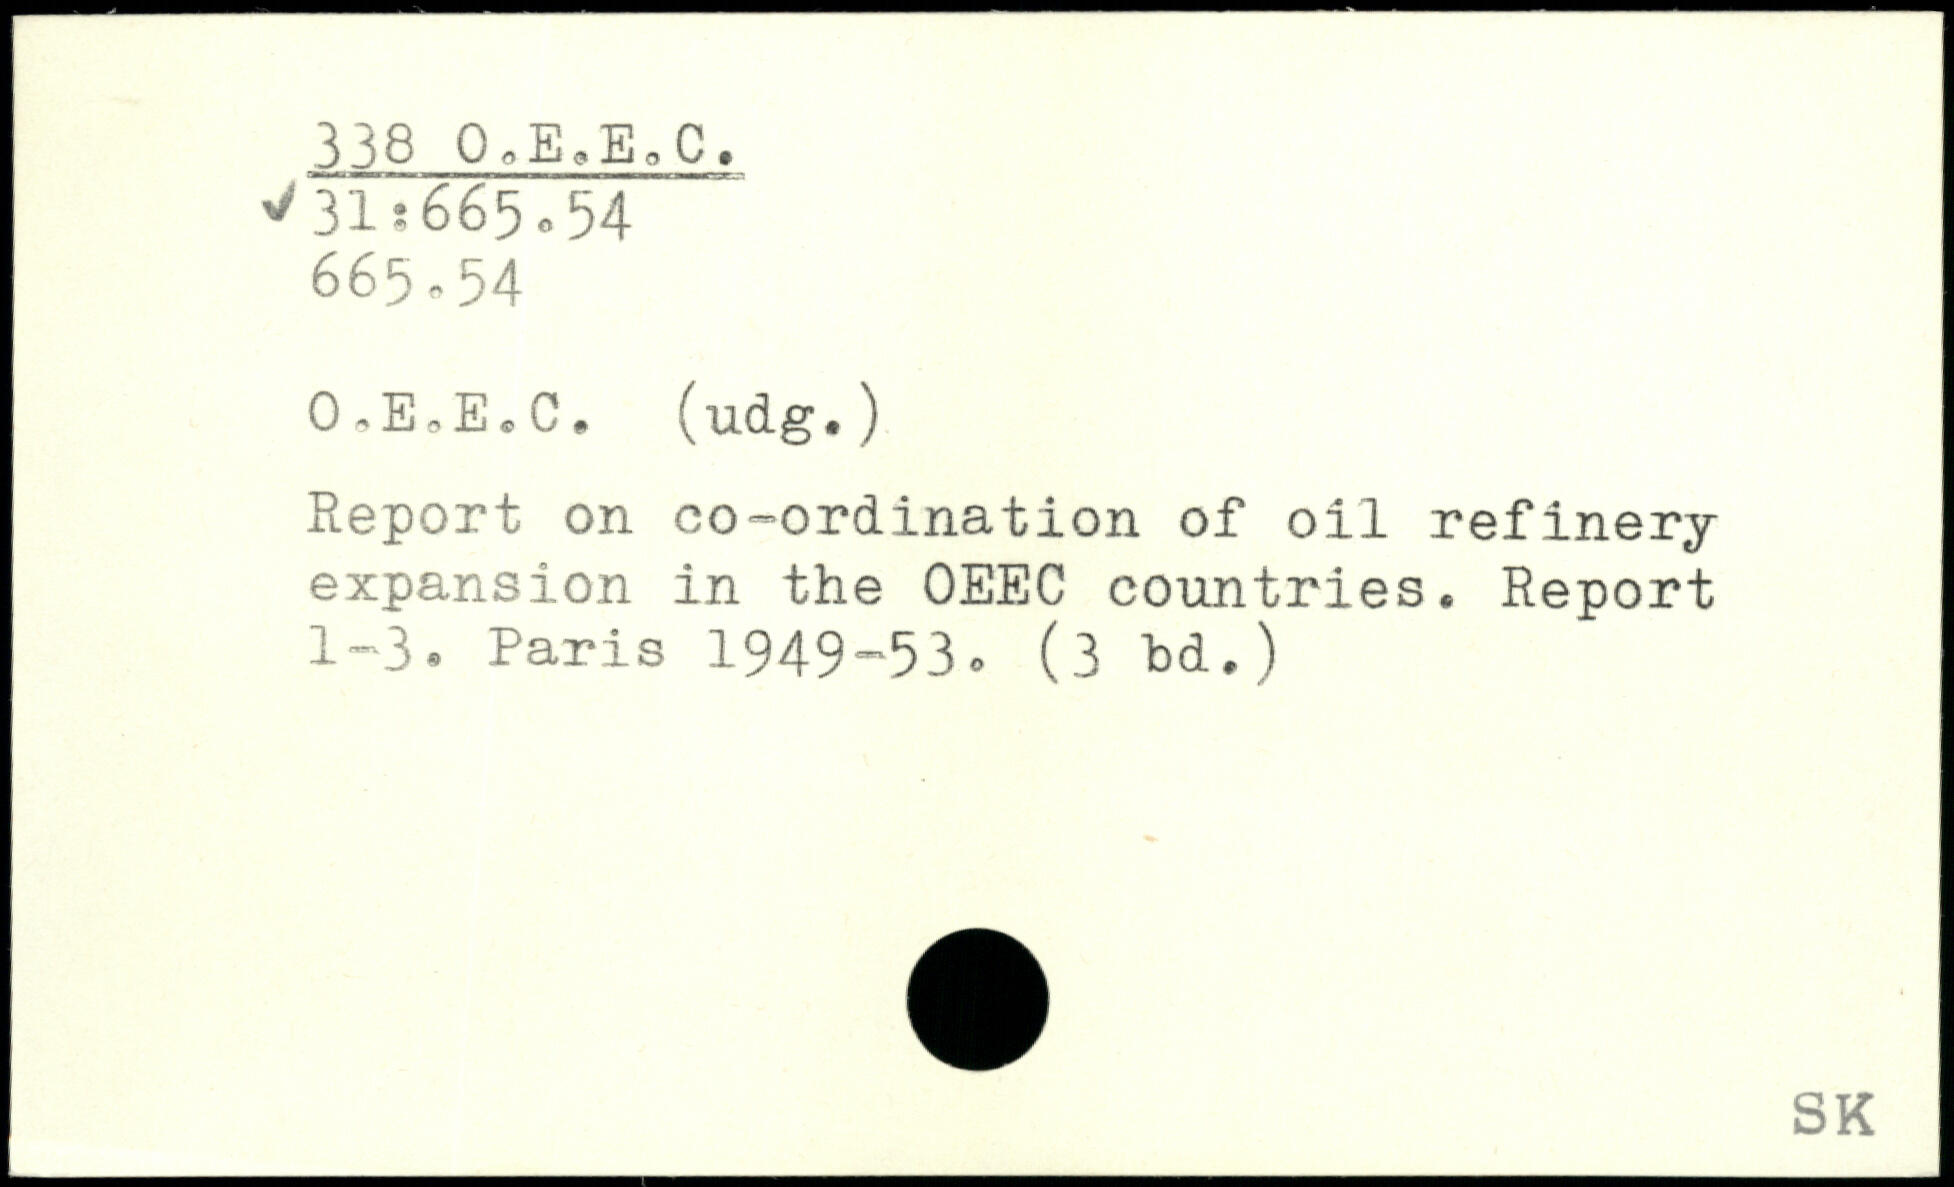 338 O.E.E.C.
✓31:665.54
665.54
O.E.E.C. (udg.)
Report on co-ordination of oil refinery
expansion in the OEEC countries. Report
1-3. Paris 1949-53. (3 bd.)
SK